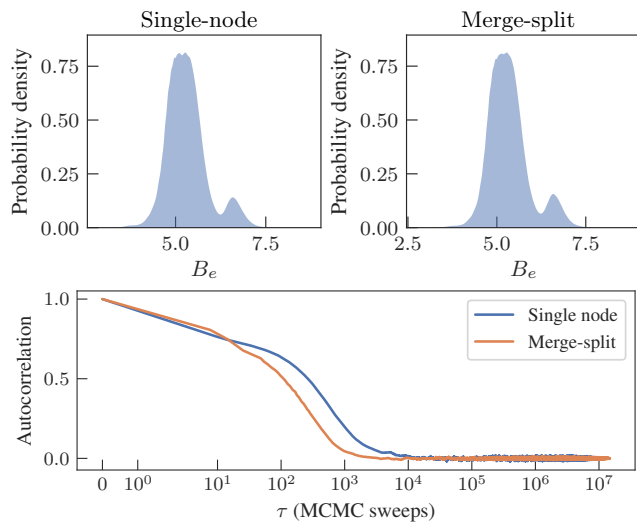 Single-node
Merge-split
Probability density
0.75
0.50
0.25
0.00
5.0
7.5
B_e
Probability density
0.75
0.50
0.25
0.00
2.5
5.0
7.5
B_e
Autocorrelation
1.0
0.5
0.0
Single node
Merge-split
0
10^0
10^1
10^2
10^3
10^4
10^5
10^6
10^7
τ (MCMC sweeps)